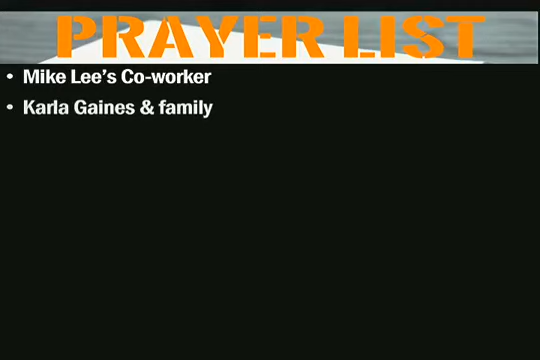 PRAYER LIST
• Mike Lee's Co-worker
• Karla Gaines & family